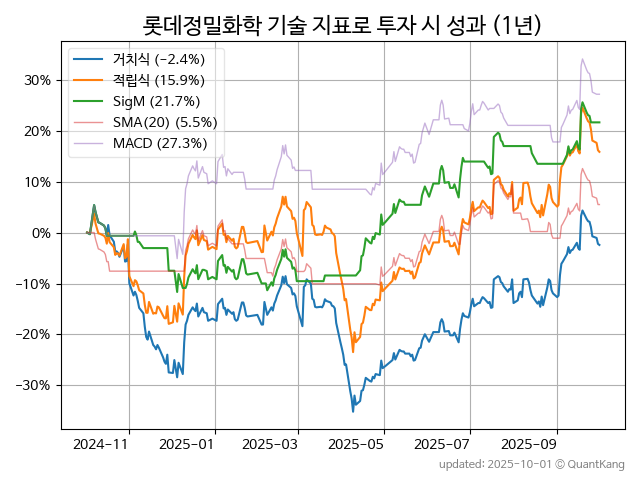 롯데정밀화학 기술 지표로 투자 시 성과 (1년)
거치식 (-2.4%)
적립식 (15.9%)
SigM (21.7%)
SMA(20) (5.5%)
MACD (27.3%)
30%
20%
10%
0%
-10%
-20%
-30%
2024-11
2025-01
2025-03
2025-05
2025-07
2025-09
updated: 2025-10-01 © QuantKang